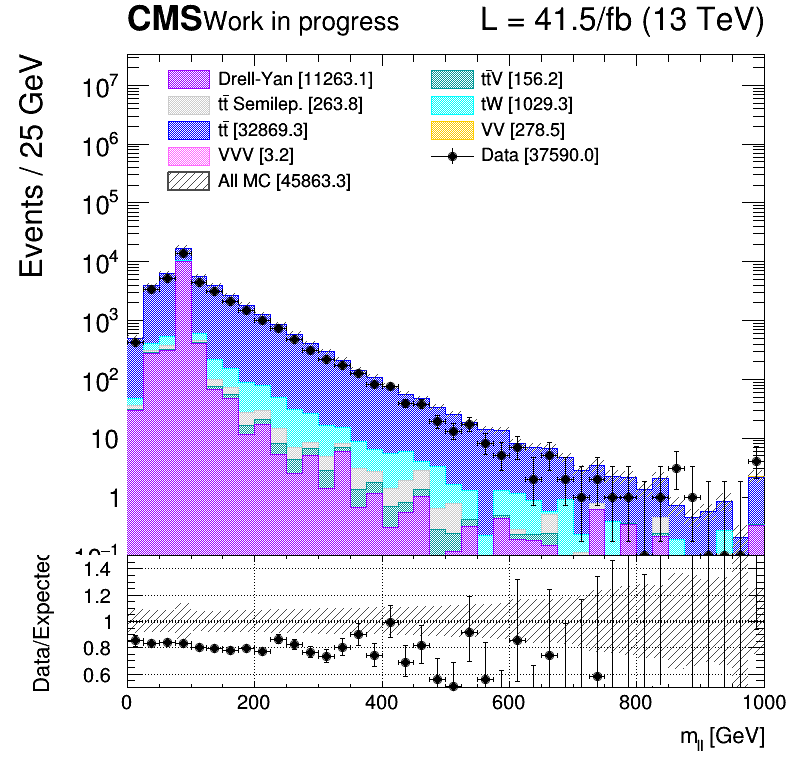 CMS Work in progress L = 41.5/fb (13 TeV)
Events / 25 GeV
Drell-Yan [11263.1]
tt̄ Semilep. [263.8]
tt̄ [32869.3]
VVV [3.2]
All MC [45863.3]
tt̄V [156.2]
tW [1029.3]
VV [278.5]
Data [37590.0]
10⁷
10⁶
10⁵
10⁴
10³
10²
10
1
10⁻¹
Data/Expected
1.4
1.2
1
0.8
0.6
0 200 400 600 800 1000
m_ll [GeV]